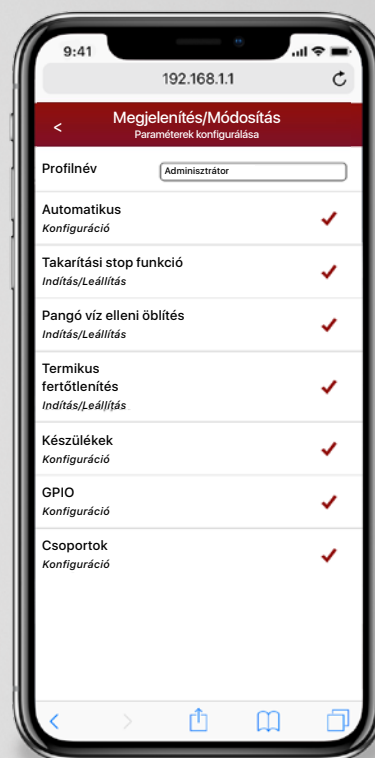 9:41
192.168.1.1
<
Megjelenítés/Módosítás
Paraméterek konfigurálása
Profilnév
Adminisztrátor
Automatikus
Konfiguráció
Takarítási stop funkció
Indítás/Leállítás
Pangó víz elleni öblítés
Indítás/Leállítás
Termikus
fertőtlenítés
Indítás/Leállítás
Készülékek
Konfiguráció
GPIO
Konfiguráció
Csoportok
Konfiguráció